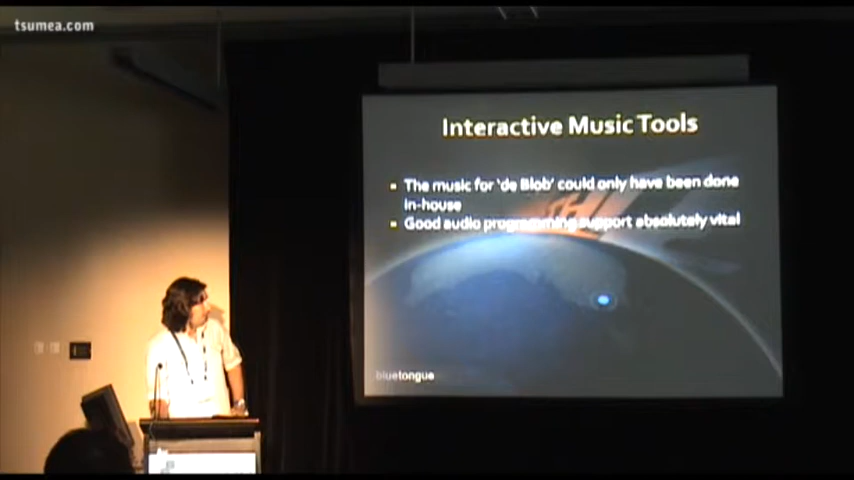 tsumea.com
Interactive Music Tools
The music for 'de Blob' could only have been done
in-house
Good audio programming support absolutely vital
bluetongue